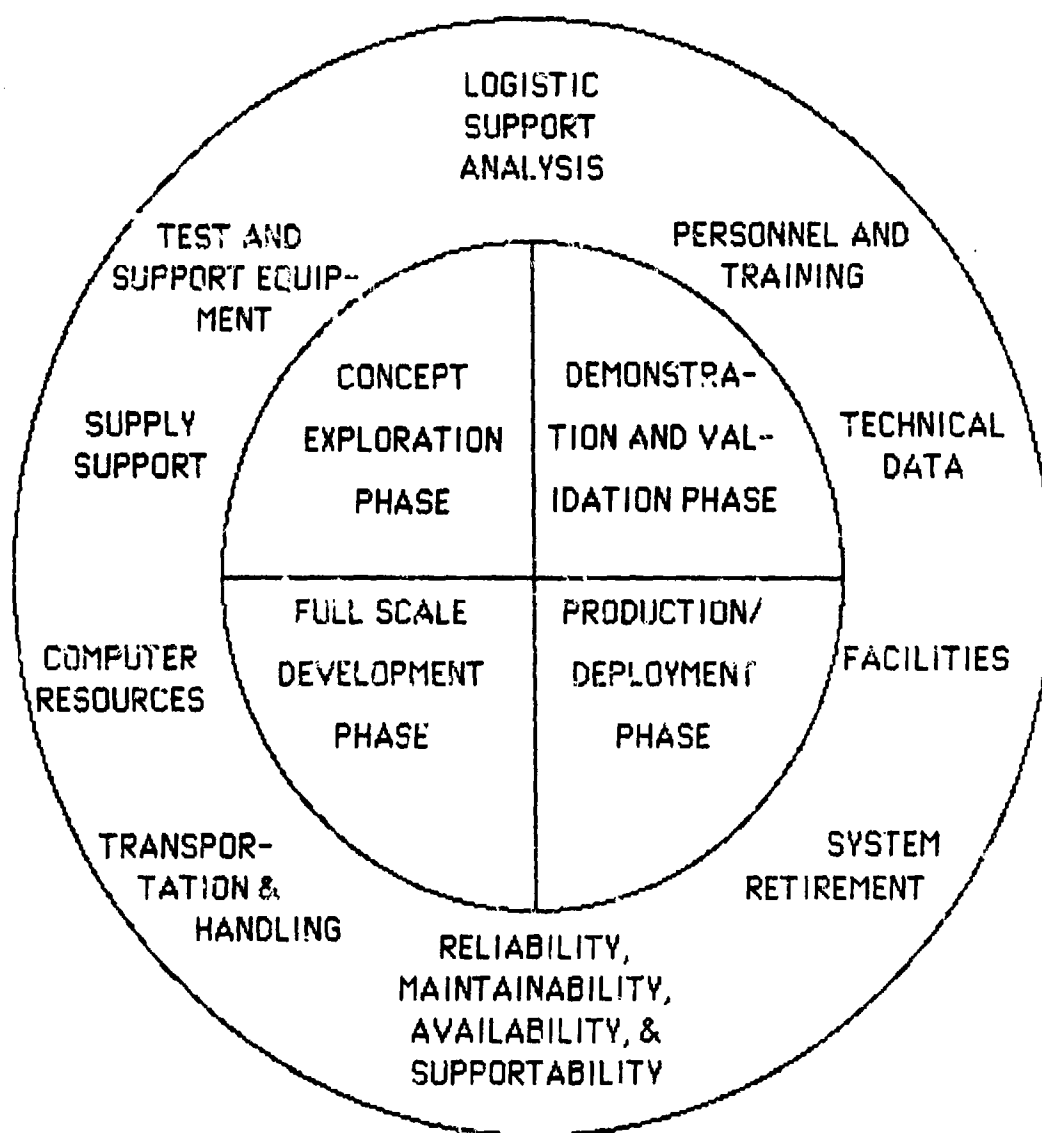 LOGISTIC
SUPPORT
ANALYSIS
TEST AND
SUPPORT EQUIP-
MENT
PERSONNEL AND
TRAINING
CONCEPT
EXPLORATION
PHASE
DEMONSTRA-
TION AND VAL-
IDATION PHASE
SUPPLY
SUPPORT
TECHNICAL
DATA
FULL SCALE
DEVELOPMENT
PHASE
PRODUCTION/
DEPLOYMENT
PHASE
COMPUTER
RESOURCES
FACILITIES
TRANSPOR-
TATION &
HANDLING
SYSTEM
RETIREMENT
RELIABILITY,
MAINTAINABILITY,
AVAILABILITY, &
SUPPORTABILITY